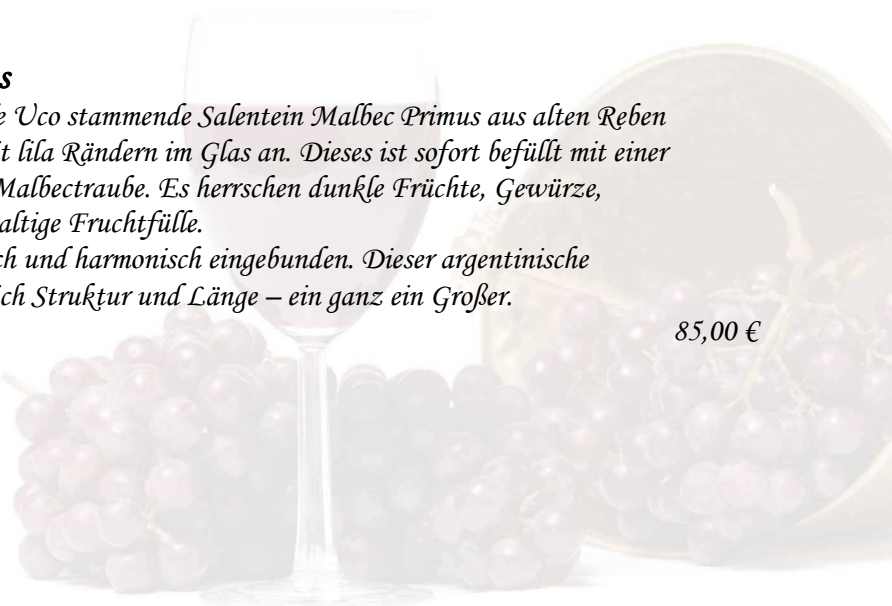 s
e Uco stammende Salentein Malbec Primus aus alten Reben
t lila Rändern im Glas an. Dieses ist sofort befüllt mit einer
Malbectraube. Es herrschen dunkle Früchte, Gewürze,
altige Fruchtfülle.
ch und harmonisch eingebunden. Dieser argentinische
ich Struktur und Länge – ein ganz ein Großer.
85,00 €